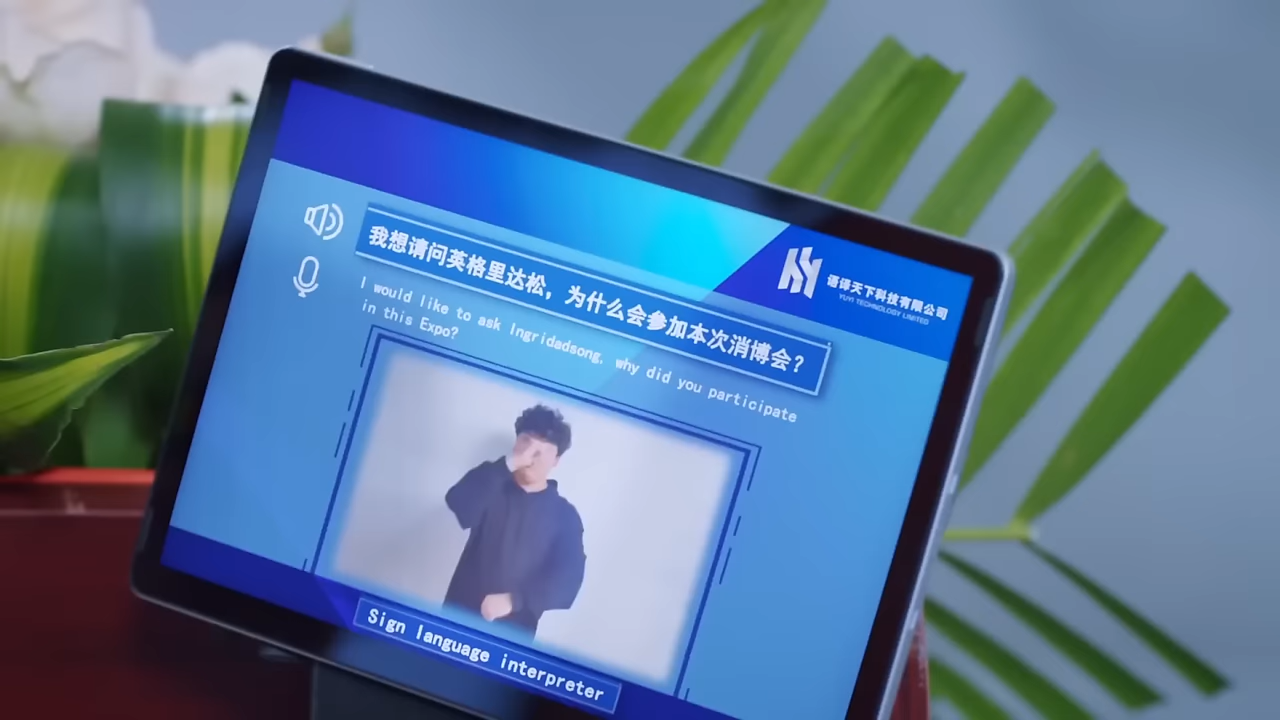 我想请问英格里达松，为什么会参加本次消博会？
I would like to ask Ingridadsong, why did you participate
in this Expo?
语译天下科技有限公司
YUYI TECHNOLOGY LIMITED
Sign language interpreter